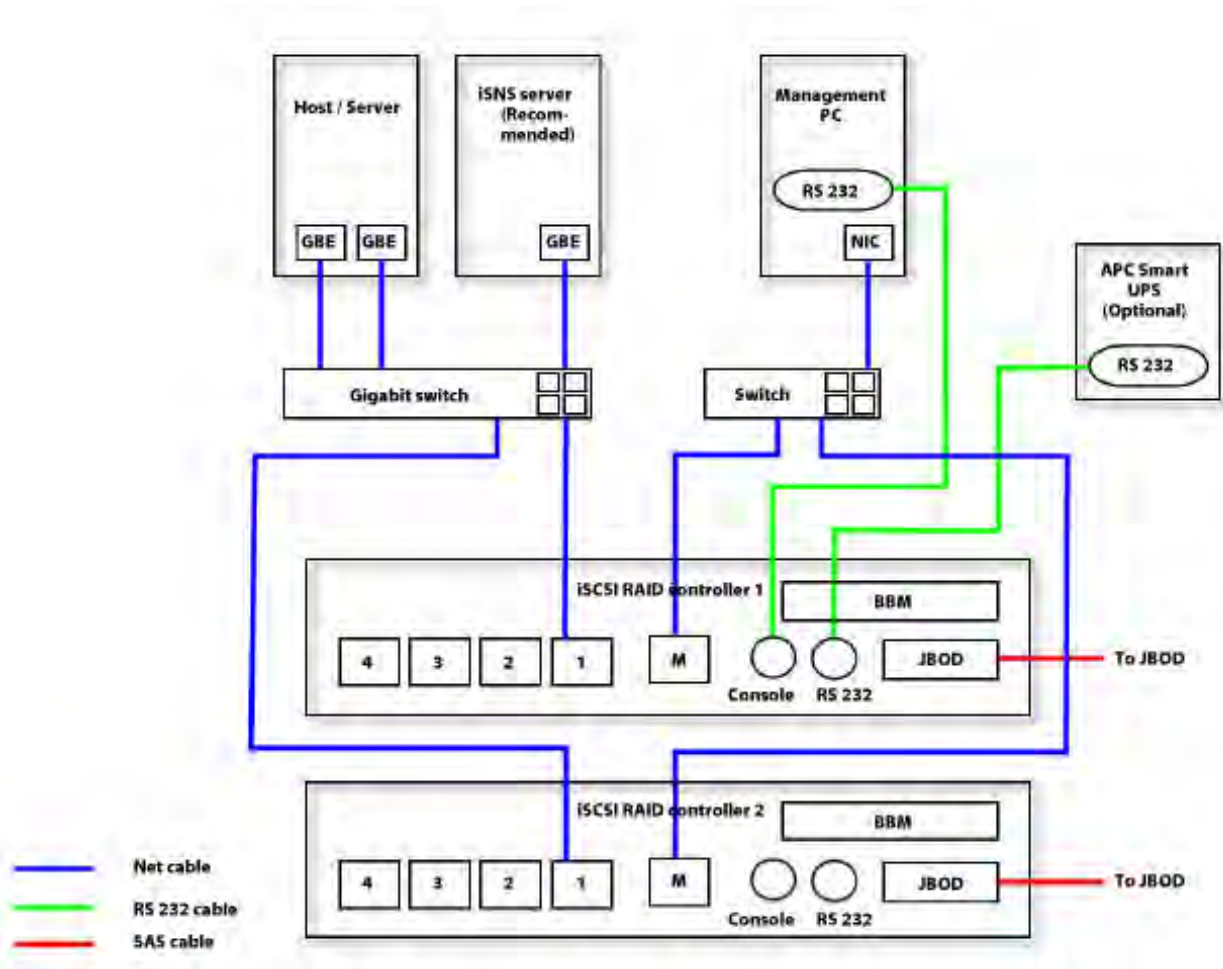 Host / Server
iSNS server
(Recom-
mended)
Management
PC
RS 232
GBE
GBE
GBE
NIC
APC Smart
UPS
(Optional)
RS 232
Gigabit switch
Switch
iSCSI RAID controller 1
BBM
4
3
2
1
M
JBOD
To JBOD
Console
RS 232
iSCSI RAID controller 2
BBM
4
3
2
1
M
JBOD
To JBOD
Console
RS 232
Net cable
RS 232 cable
SAS cable